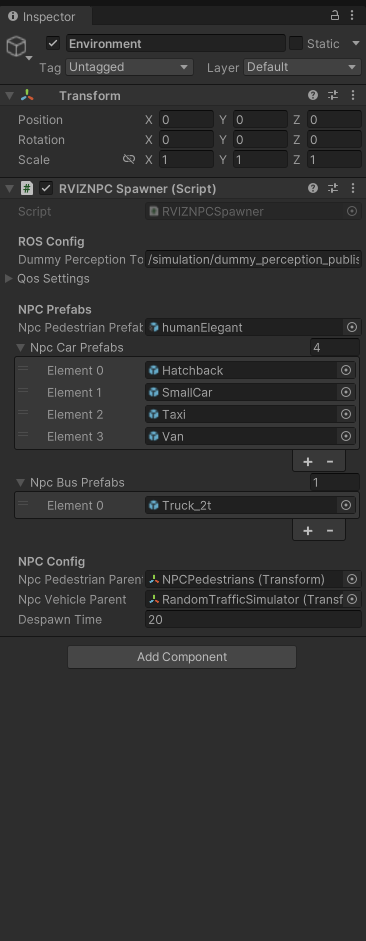 Inspector
Environment
Static
Tag Untagged Layer Default
Transform
Position X 0 Y 0 Z 0
Rotation X 0 Y 0 Z 0
Scale X 1 Y 1 Z 1
# RVIZNPC Spawner (Script)
Script # RVIZNPCSpawner
ROS Config
Dummy Perception To /simulation/dummy_perception_publis
Qos Settings
NPC Prefabs
Npc Pedestrian Prefab humanElegant
Npc Car Prefabs 4
Element 0 Hatchback
Element 1 SmallCar
Element 2 Taxi
Element 3 Van
+ -
Npc Bus Prefabs 1
Element 0 Truck_2t
+ -
NPC Config
Npc Pedestrian Paren NPCPedestrians (Transform)
Npc Vehicle Parent RandomTrafficSimulator (Transf
Despawn Time 20
Add Component